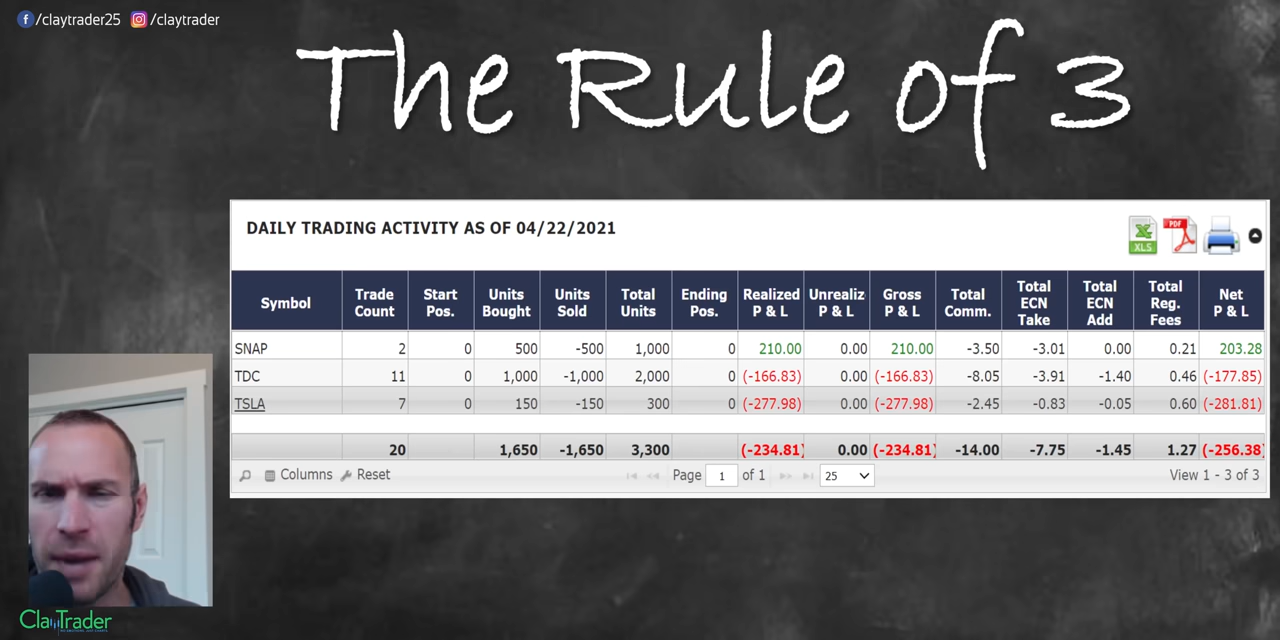 /claytrader25 /claytrader
The Rule of 3
DAILY TRADING ACTIVITY AS OF 04/22/2021
XLS PDF
Symbol Trade Count Start Pos. Units Bought Units Sold Total Units Ending Pos. Realized P & L Unrealiz P & L Gross P & L Total Comm. Total ECN Take Total ECN Add Total Reg. Fees Net P & L
SNAP 2 0 500 -500 1,000 0 210.00 0.00 210.00 -3.50 -3.01 0.00 0.21 203.28
TDC 11 0 1,000 -1,000 2,000 0 (-166.83) 0.00 (-166.83) -8.05 -3.91 -1.40 0.46 (-177.85)
TSLA 7 0 150 -150 300 0 (-277.98) 0.00 (-277.98) -2.45 -0.83 -0.05 0.60 (-281.81)
20 1,650 -1,650 3,300 (-234.81) 0.00 (-234.81) -14.00 -7.75 -1.45 1.27 (-256.38)
Columns Reset Page 1 of 1 25 View 1 - 3 of 3
ClayTrader